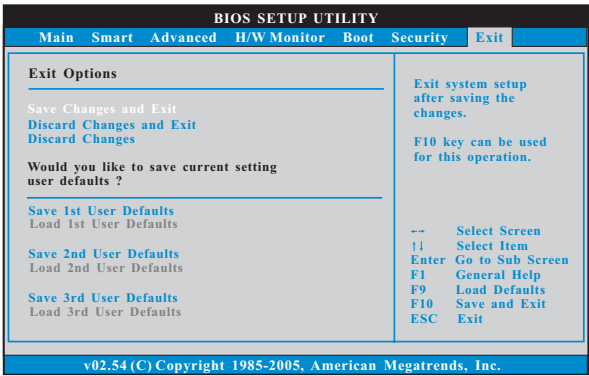 BIOS SETUP UTILITY
Main Smart Advanced H/W Monitor Boot Security Exit
Exit Options
Save Changes and Exit
Discard Changes and Exit
Discard Changes
Would you like to save current setting
user defaults ?
Save 1st User Defaults
Load 1st User Defaults
Save 2nd User Defaults
Load 2nd User Defaults
Save 3rd User Defaults
Load 3rd User Defaults
Exit system setup
after saving the
changes.
F10 key can be used
for this operation.
←→ Select Screen
↑↓ Select Item
Enter Go to Sub Screen
F1 General Help
F9 Load Defaults
F10 Save and Exit
ESC Exit
v02.54 (C) Copyright 1985-2005, American Megatrends, Inc.